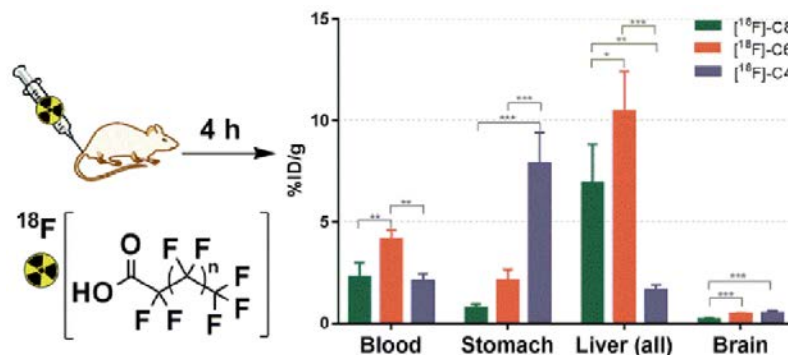 4 h
¹⁸F
O
HO
F F
F F
n
F
F
F
F
%ID/g
15
10
5
0
[¹⁸F]-C8
[¹⁸F]-C6
[¹⁸F]-C4
** **
*** ***
* ** ***
*** ***
Blood Stomach Liver (all) Brain